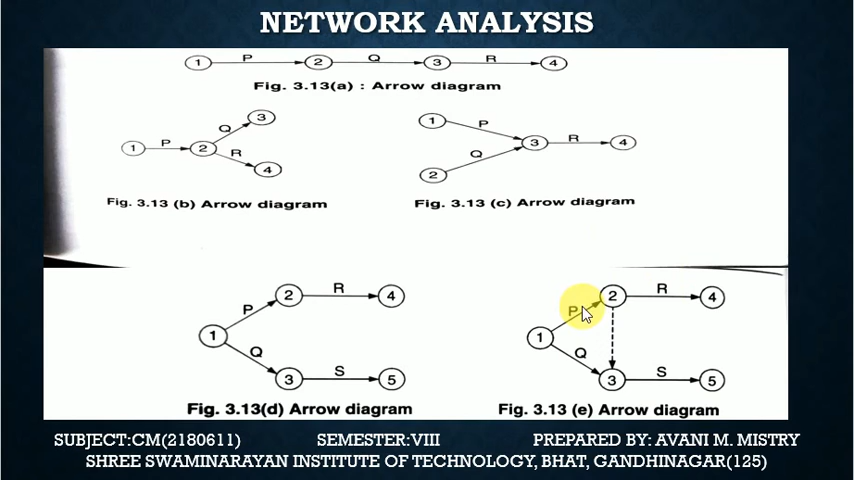 NETWORK ANALYSIS
1 P 2 Q 3 R 4
Fig. 3.13(a) : Arrow diagram
1 P 2 Q 3 R 4
Fig. 3.13 (b) Arrow diagram
1 P 2 Q 3 R 4
Fig. 3.13 (c) Arrow diagram
1 P 2 R 4 Q 3 S 5
Fig. 3.13(d) Arrow diagram
1 P 2 R 4 Q 3 S 5
Fig. 3.13 (e) Arrow diagram
SUBJECT:CM(2180611) SEMESTER:VIII PREPARED BY: AVANI M. MISTRY
SHREE SWAMINARAYAN INSTITUTE OF TECHNOLOGY, BHAT, GANDHINAGAR(125)